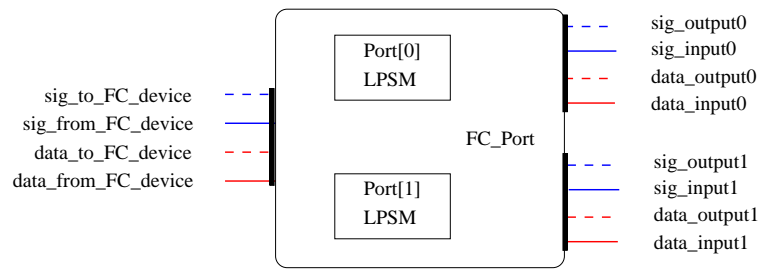 sig_to_FC_device
sig_from_FC_device
data_to_FC_device
data_from_FC_device
Port[0]
LPSM
FC_Port
Port[1]
LPSM
sig_output0
sig_input0
data_output0
data_input0
sig_output1
sig_input1
data_output1
data_input1